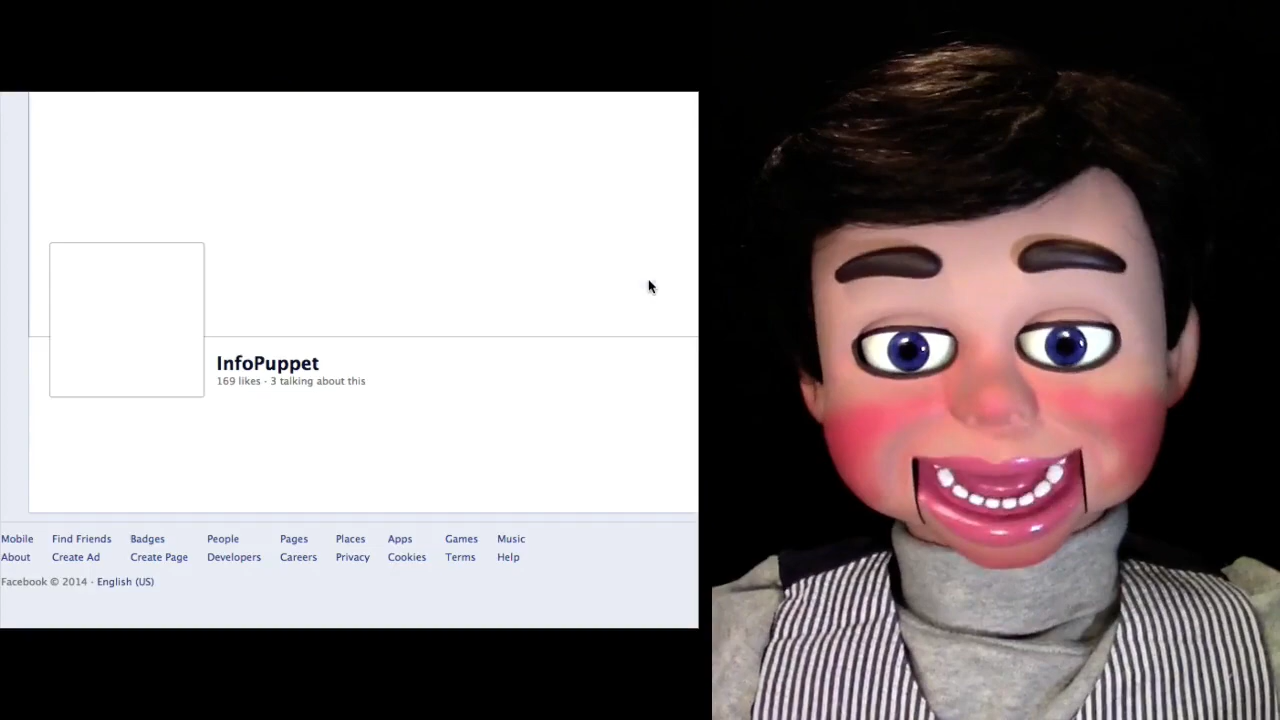 InfoPuppet
169 likes · 3 talking about this
Mobile Find Friends Badges People Pages Places Apps Games Music
About Create Ad Create Page Developers Careers Privacy Cookies Terms Help
Facebook © 2014 · English (US)